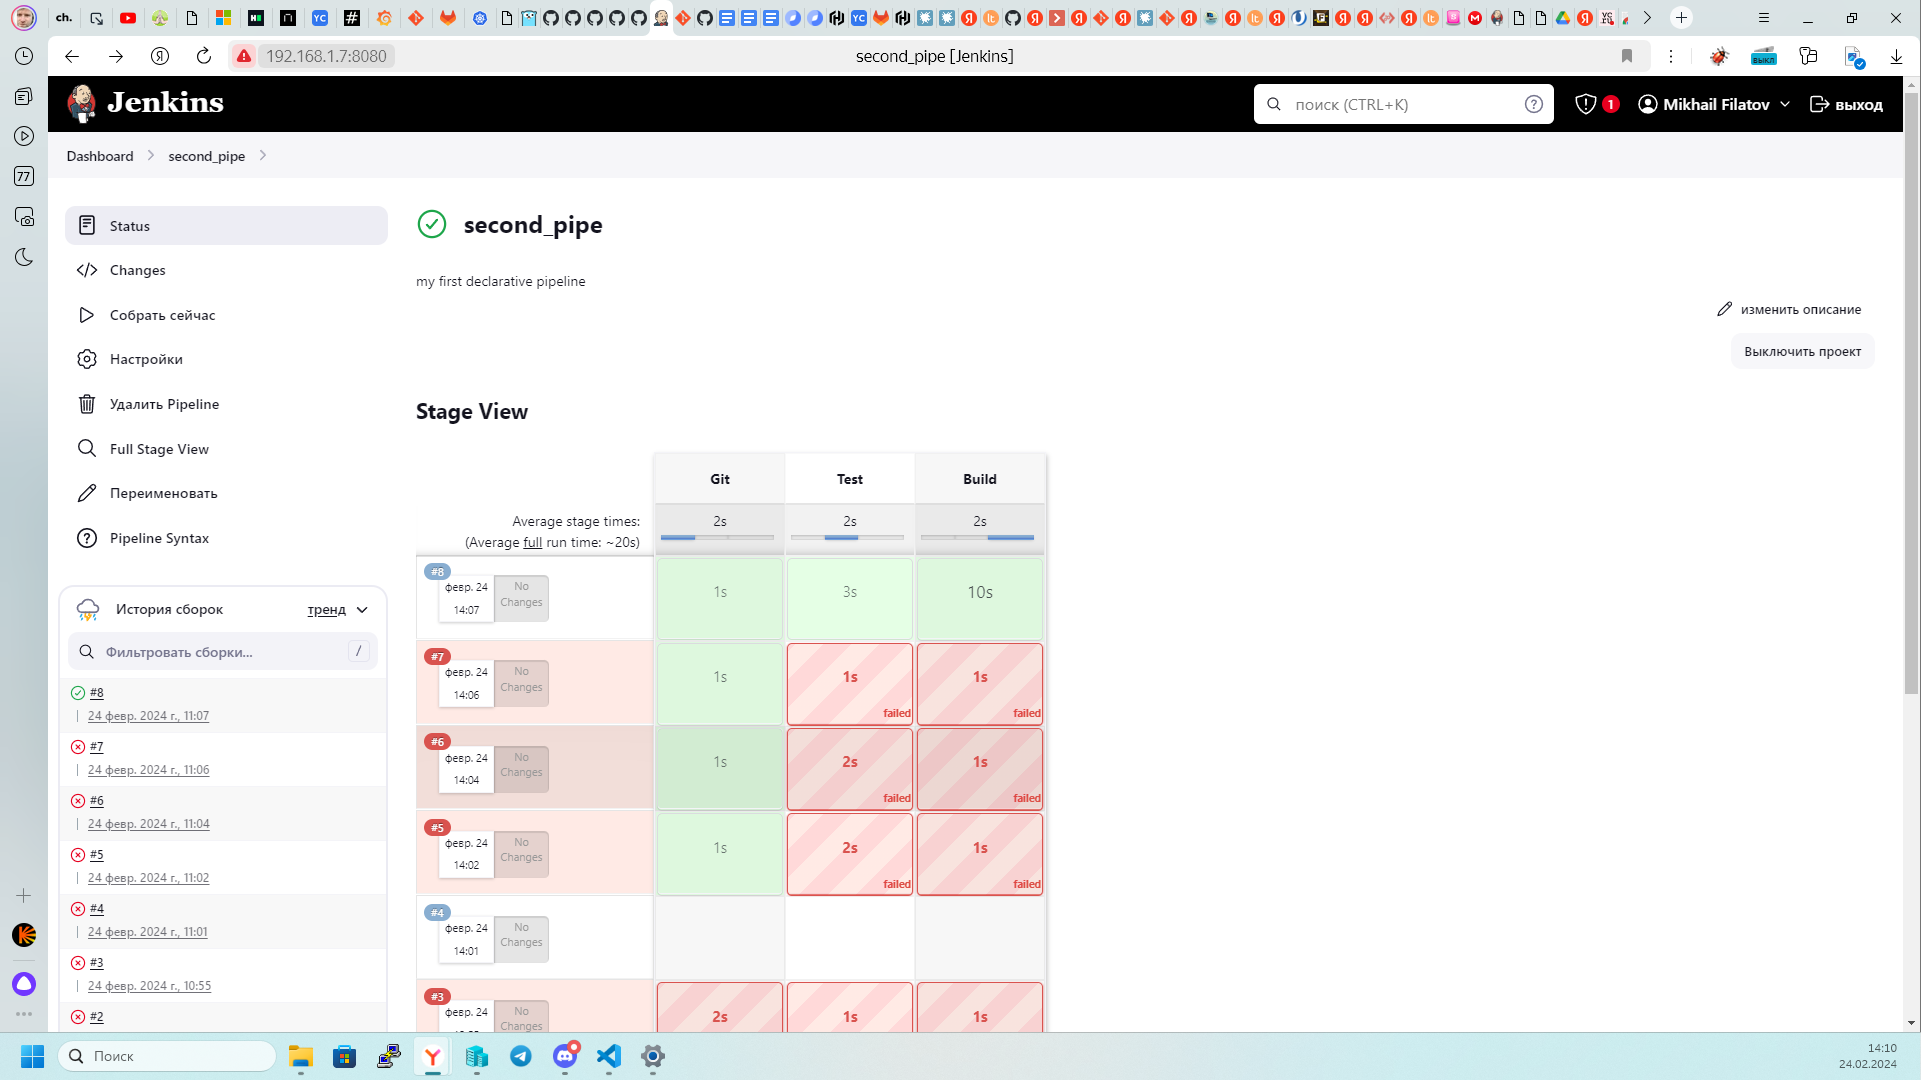 ch.
192.168.1.7:8080
second_pipe [Jenkins]
ВЫКЛ
77
Jenkins
поиск (CTRL+K)
1
Mikhail Filatov
выход
Dashboard
second_pipe
Status
Changes
Собрать сейчас
Настройки
Удалить Pipeline
Full Stage View
Переименовать
Pipeline Syntax
История сборок
тренд
Фильтровать сборки...
/
#8
24 февр. 2024 г., 11:07
#7
24 февр. 2024 г., 11:06
#6
24 февр. 2024 г., 11:04
#5
24 февр. 2024 г., 11:02
#4
24 февр. 2024 г., 11:01
#3
24 февр. 2024 г., 10:55
#2
second_pipe
my first declarative pipeline
изменить описание
Выключить проект
Stage View
Git Test Build
Average stage times: 2s 2s 2s
(Average full run time: ~20s)
#8
февр. 24 No
14:07 Changes
1s 3s 10s
#7
февр. 24 No
14:06 Changes
1s 1s 1s
failed failed
#6
февр. 24 No
14:04 Changes
1s 2s 1s
failed failed
#5
февр. 24 No
14:02 Changes
1s 2s 1s
failed failed
#4
февр. 24 No
14:01 Changes
#3
февр. 24 No
Changes
2s 1s 1s
Поиск
14:10
24.02.2024